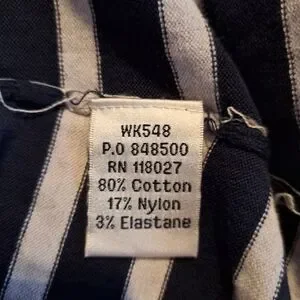 WK548
P.O 848500
RN 118027
80% Cotton
17% Nylon
3% Elastane